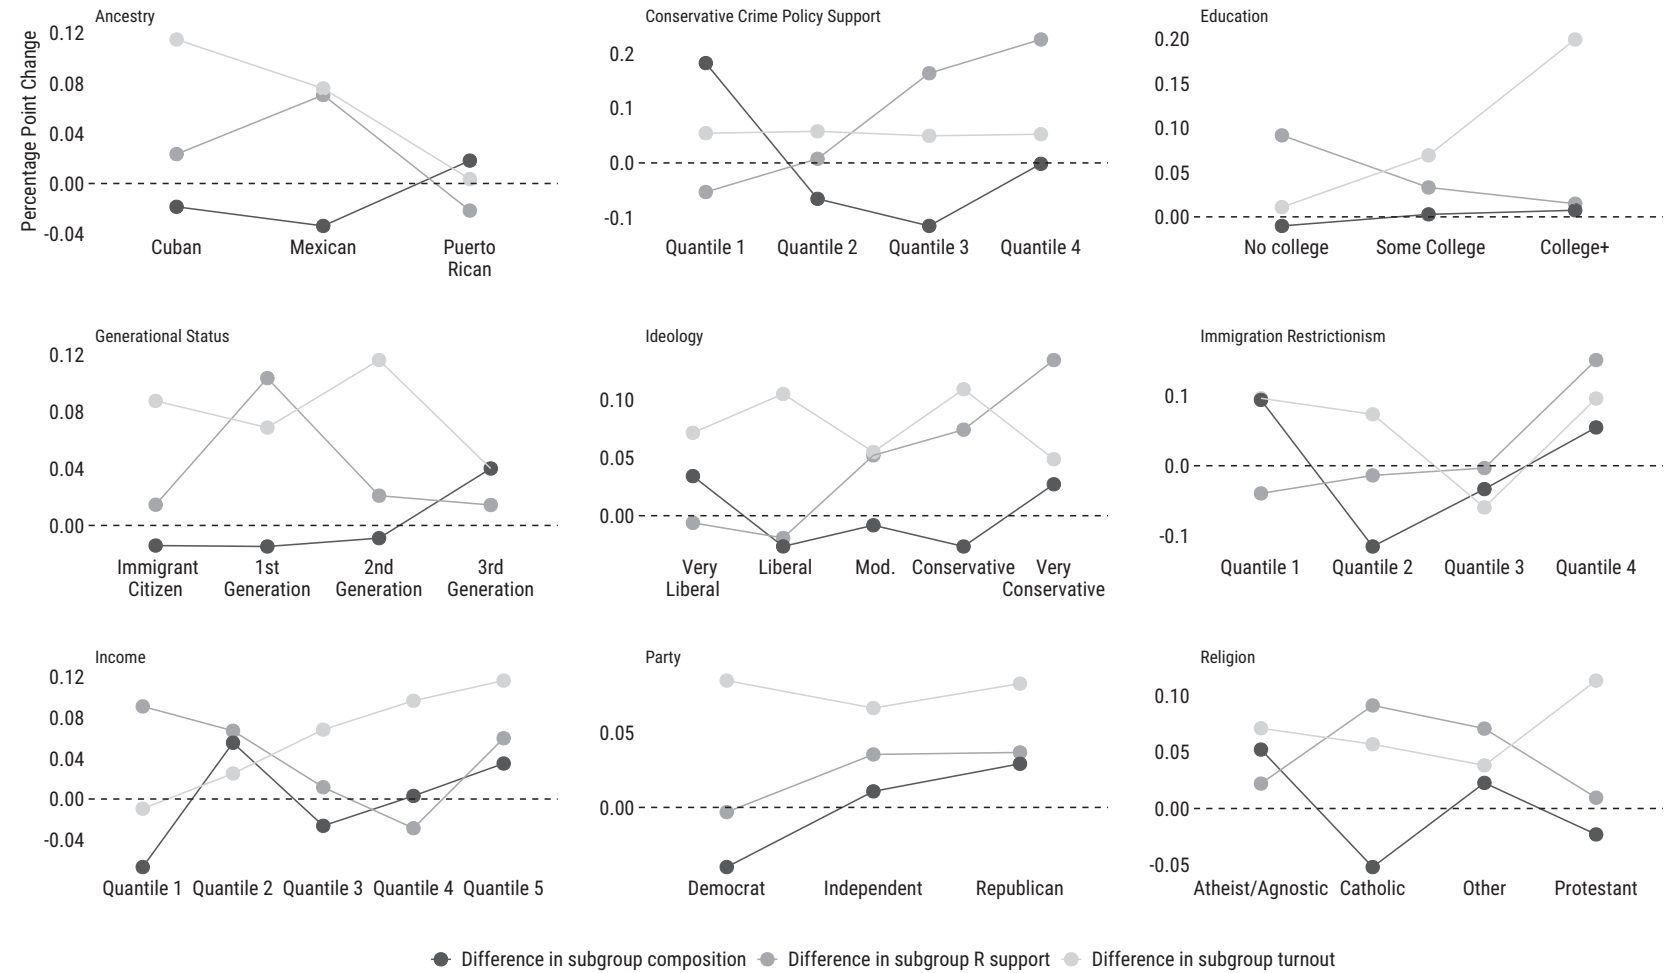 Ancestry
Percentage Point Change
0.12
0.08
0.04
0.00
-0.04
Cuban
Mexican
Puerto
Rican
Conservative Crime Policy Support
0.2
0.1
0.0
-0.1
Quantile 1
Quantile 2
Quantile 3
Quantile 4
Education
0.20
0.15
0.10
0.05
0.00
No college
Some College
College+
Generational Status
0.12
0.08
0.04
0.00
Immigrant
Citizen
1st
Generation
2nd
Generation
3rd
Generation
Ideology
0.10
0.05
0.00
Very
Liberal
Liberal
Mod.
Conservative
Very
Conservative
Immigration Restrictionism
0.1
0.0
-0.1
Quantile 1
Quantile 2
Quantile 3
Quantile 4
Income
0.12
0.08
0.04
0.00
-0.04
Quantile 1
Quantile 2
Quantile 3
Quantile 4
Quantile 5
Party
0.05
0.00
Democrat
Independent
Republican
Religion
0.10
0.05
0.00
-0.05
Atheist/Agnostic
Catholic
Other
Protestant
Difference in subgroup composition
Difference in subgroup R support
Difference in subgroup turnout